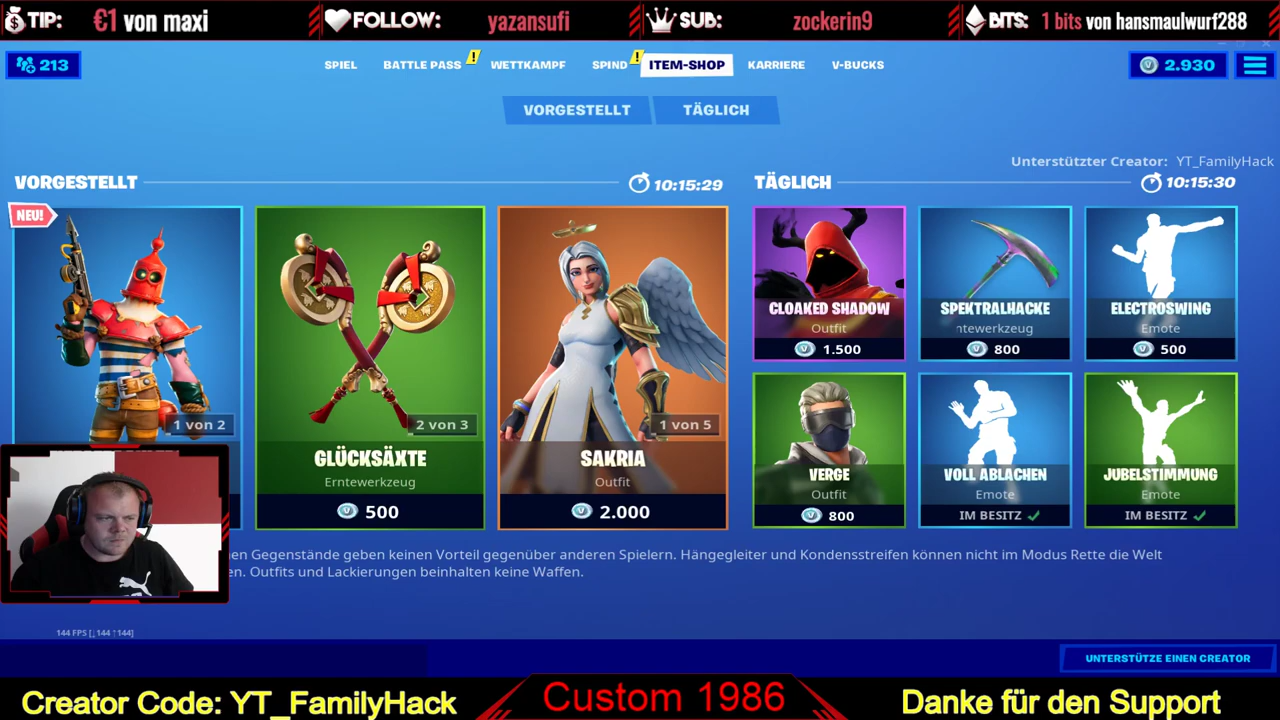 TIP: €1 von maxi
FOLLOW: yazansufi
SUB: zockerin9
BITS: 1 bits von hansmaulwurf288
213
SPIEL BATTLE PASS ! WETTKAMPF SPIND ! ITEM-SHOP KARRIERE V-BUCKS
2.930
VORGESTELLT TÄGLICH
Unterstützter Creator: YT_FamilyHack
VORGESTELLT 10:15:29
TÄGLICH 10:15:30
NEU!
1 von 2
2 von 3
GLÜCKSÄXTE
Erntewerkzeug
500
1 von 5
SAKRIA
Outfit
2.000
CLOAKED SHADOW
Outfit
1.500
SPEKTRALHACKE
ntewerkzeug
800
ELECTROSWING
Emote
500
VERGE
Outfit
800
VOLL ABLACHEN
Emote
IM BESITZ
JUBELSTIMMUNG
Emote
IM BESITZ
en Gegenstände geben keinen Vorteil gegenüber anderen Spielern. Hängegleiter und Kondensstreifen können nicht im Modus Rette die Welt
en. Outfits und Lackierungen beinhalten keine Waffen.
144 FPS [↓144 ↑144]
UNTERSTÜTZE EINEN CREATOR
Creator Code: YT_FamilyHack
Custom 1986
Danke für den Support